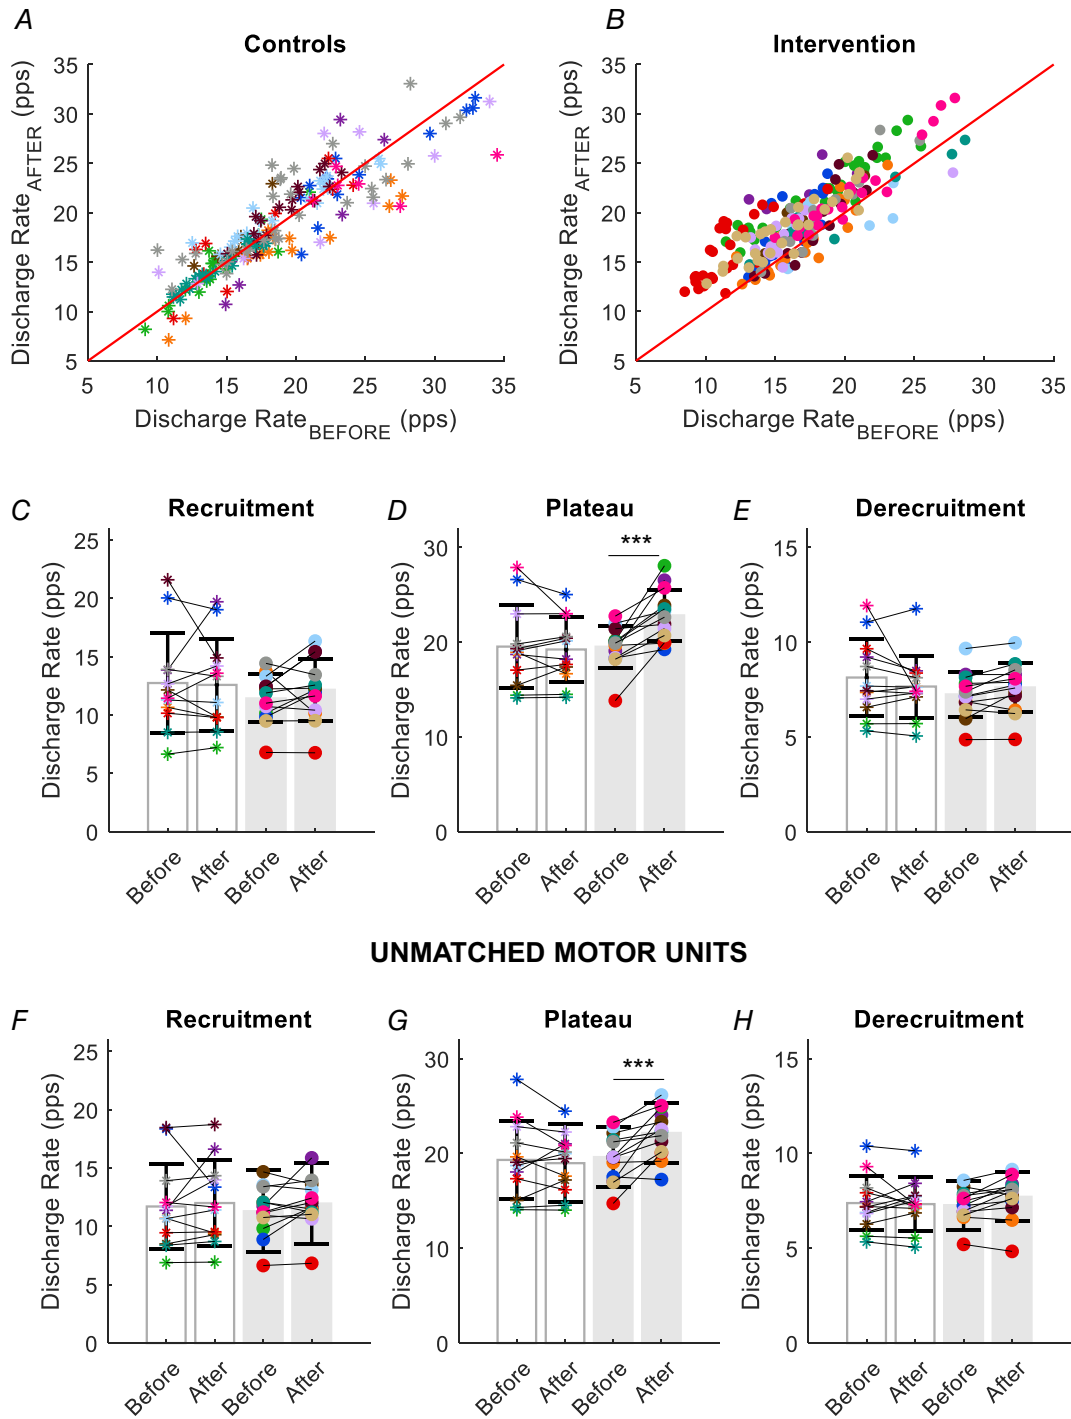 A
B
Controls
Intervention
Discharge Rate AFTER (pps)
35
30
25
20
15
10
5
5 10 15 20 25 30 35
Discharge Rate BEFORE (pps)
Discharge Rate AFTER (pps)
35
30
25
20
15
10
5
5 10 15 20 25 30 35
Discharge Rate BEFORE (pps)
C
Recruitment
Discharge Rate (pps)
25
20
15
10
5
0
Before After Before After
D
Plateau
Discharge Rate (pps)
30
20
10
0
***
Before After Before After
E
Derecruitment
Discharge Rate (pps)
15
10
5
0
Before After Before After
UNMATCHED MOTOR UNITS
F
Recruitment
Discharge Rate (pps)
25
20
15
10
5
0
Before After Before After
G
Plateau
Discharge Rate (pps)
30
20
10
0
***
Before After Before After
H
Derecruitment
Discharge Rate (pps)
15
10
5
0
Before After Before After